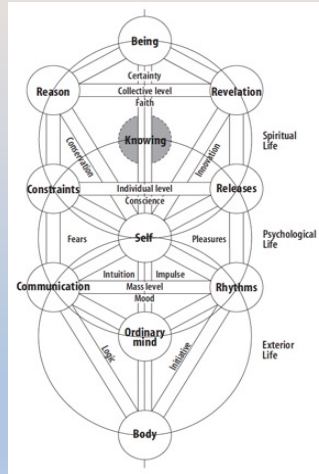 Being
Certainty
Reason
Collective level
Revelation
Faith
Knowing
Spiritual
Life
Conservation
Innovation
Constraints
Individual level
Releases
Conscience
Fears
Self
Pleasures
Psychological
Life
Communication
Intuition
Impulse
Rhythms
Mass level
Mood
Ordinary
mind
Exterior
Life
Logic
Initiative
Body